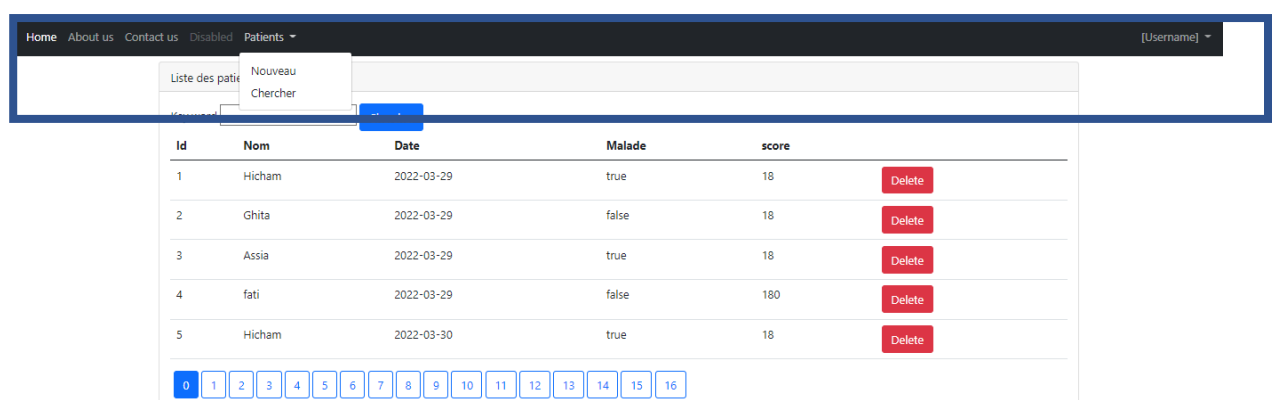 Home About us Contact us Disabled Patients [Username]
Nouveau
Chercher
Liste des
Id Nom Date Malade score
1 Hicham 2022-03-29 true 18 Delete
2 Ghita 2022-03-29 false 18 Delete
3 Assia 2022-03-29 true 18 Delete
4 fati 2022-03-29 false 180 Delete
5 Hicham 2022-03-30 true 18 Delete
0 1 2 3 4 5 6 7 8 9 10 11 12 13 14 15 16